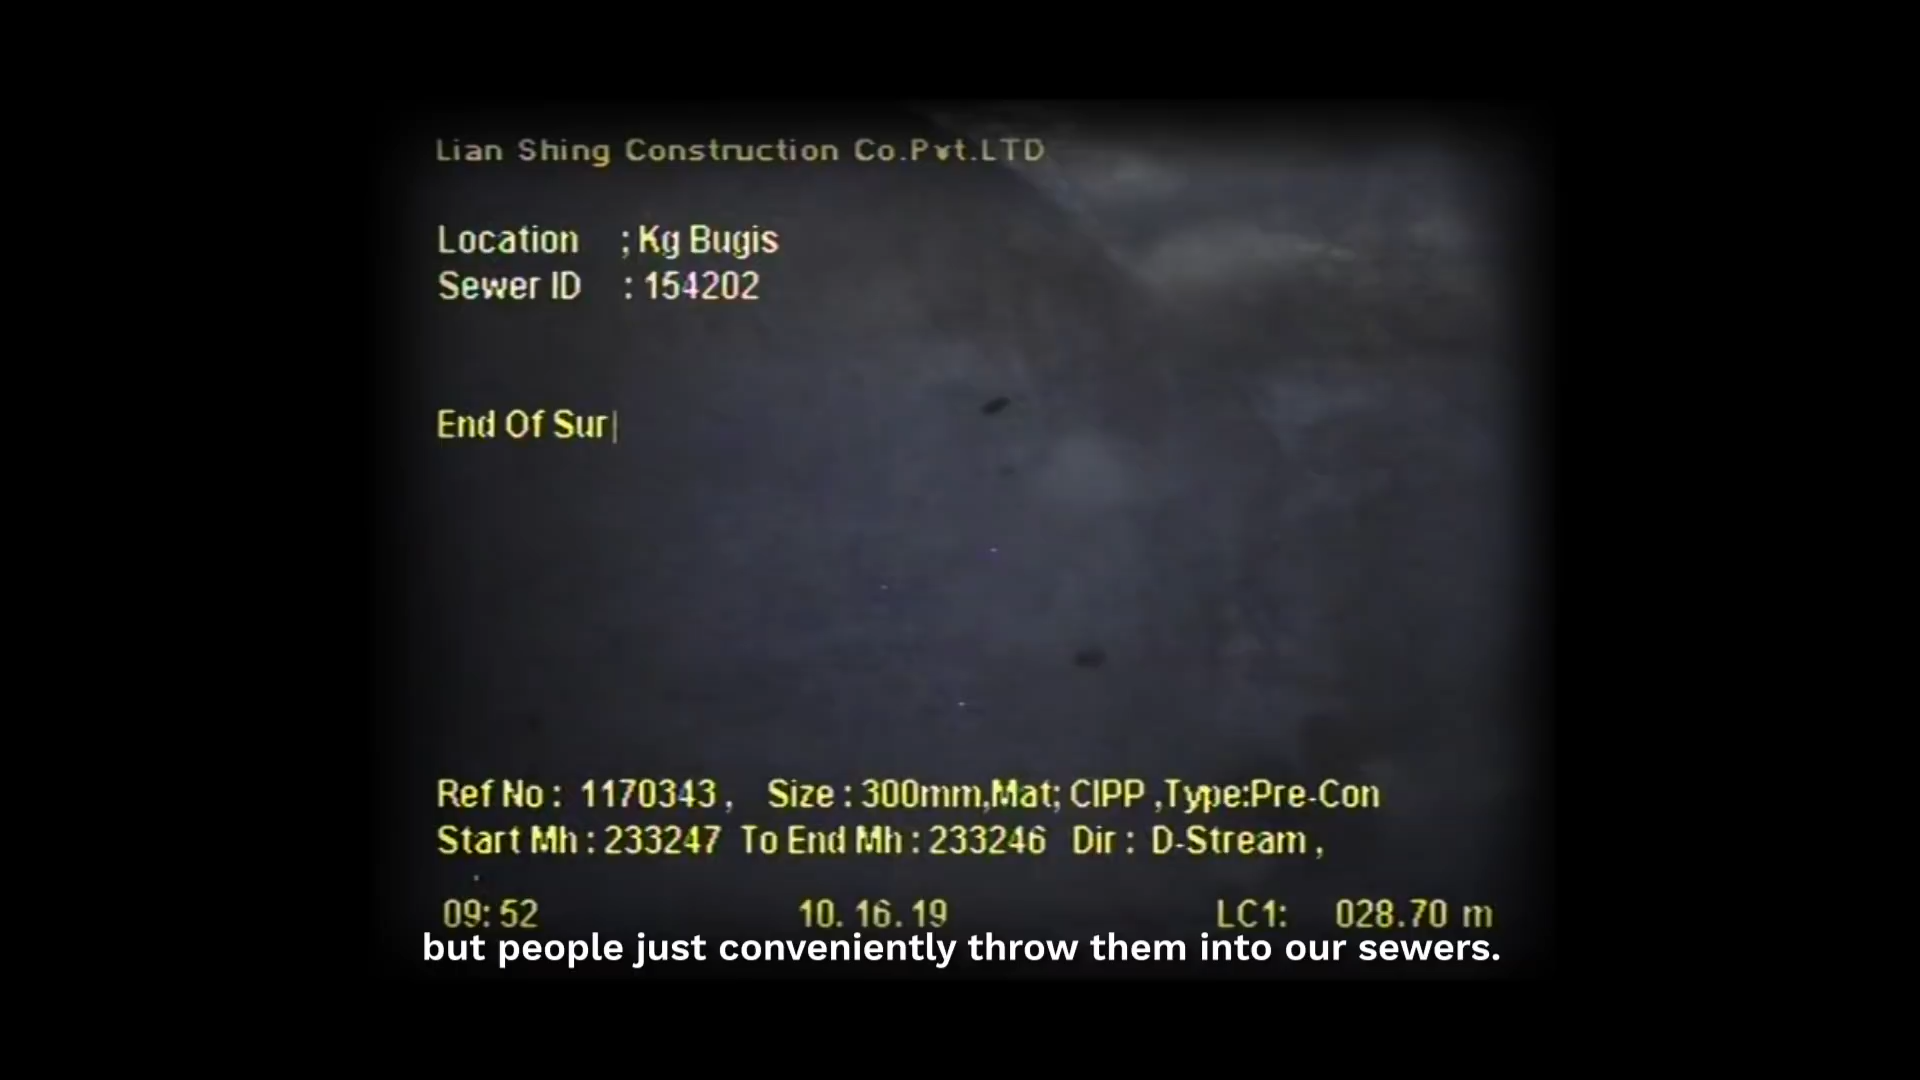 Lian Shing Construction Co.Pvt.LTD
Location ; Kg Bugis
Sewer ID : 154202
End Of Sur
Ref No : 1170343 , Size : 300mm,Mat; CIPP ,Type:Pre-Con
Start Mh : 233247 To End Mh : 233246 Dir : D-Stream ,
09: 52 10. 16. 19 LC1: 028.70 m
but people just conveniently throw them into our sewers.